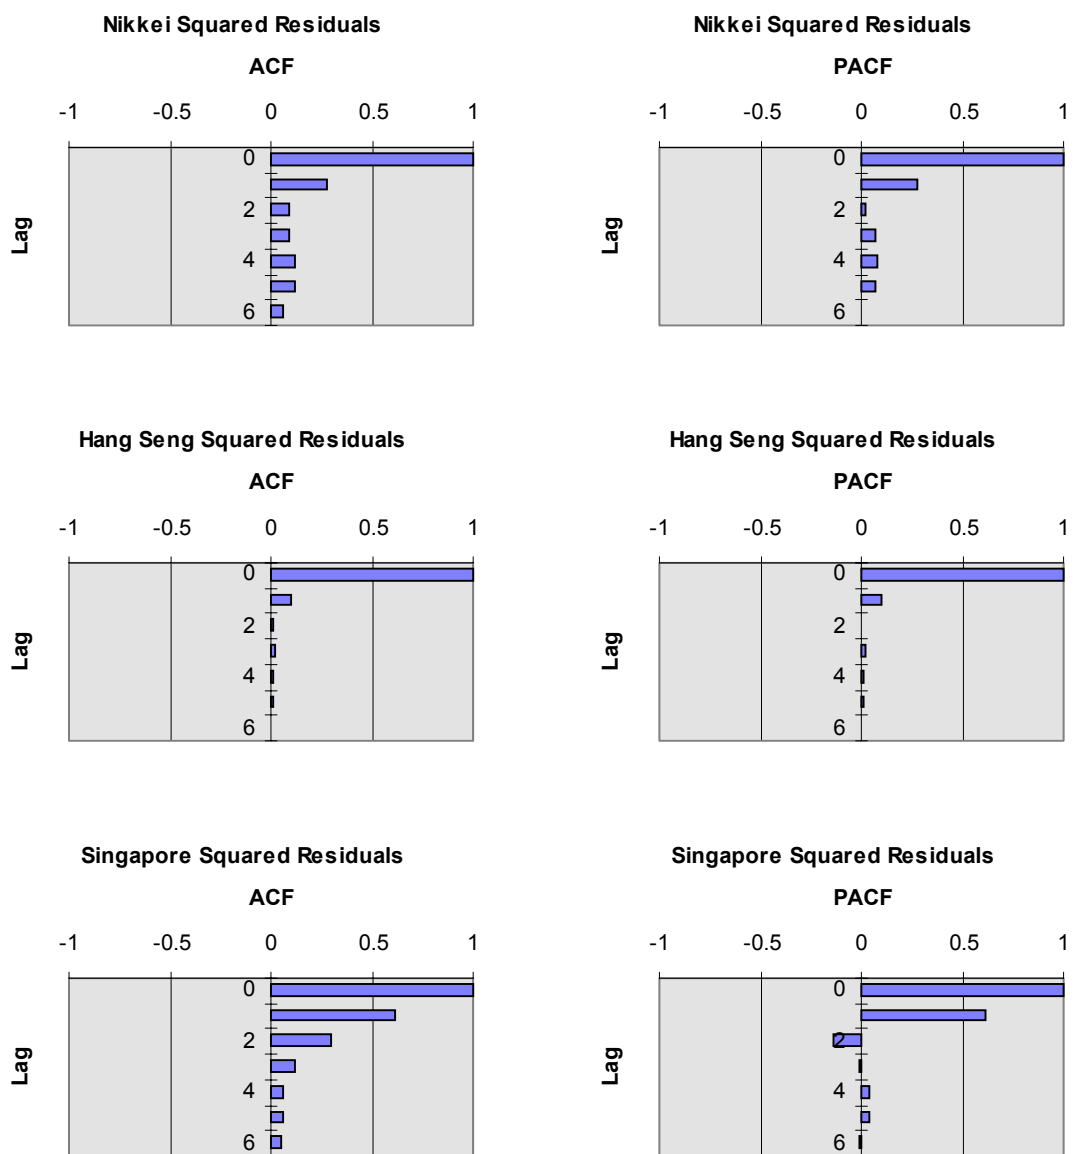 Nikkei Squared Residuals
ACF
-1 -0.5 0 0.5 1
0
2
4
6
Lag
Nikkei Squared Residuals
PACF
-1 -0.5 0 0.5 1
0
2
4
6
Lag
Hang Seng Squared Residuals
ACF
-1 -0.5 0 0.5 1
0
2
4
6
Lag
Hang Seng Squared Residuals
PACF
-1 -0.5 0 0.5 1
0
2
4
6
Lag
Singapore Squared Residuals
ACF
-1 -0.5 0 0.5 1
0
2
4
6
Lag
Singapore Squared Residuals
PACF
-1 -0.5 0 0.5 1
0
2
4
6
Lag